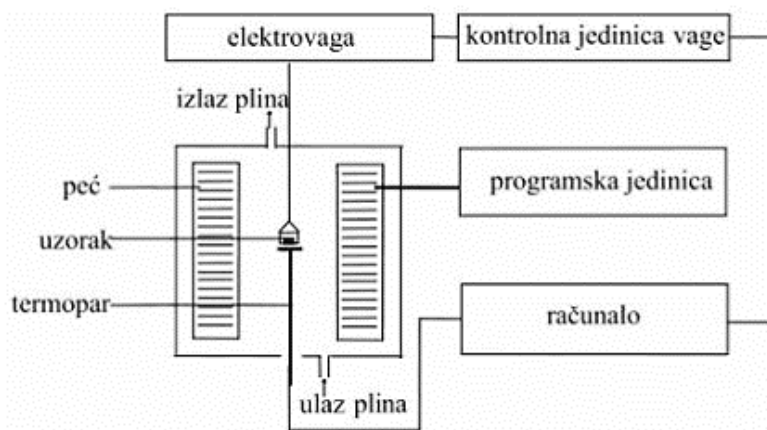 elektrovaga
kontrolna jedinica vage
izlaz plina
peć
programska jedinica
uzorak
termopar
računalo
ulaz plina